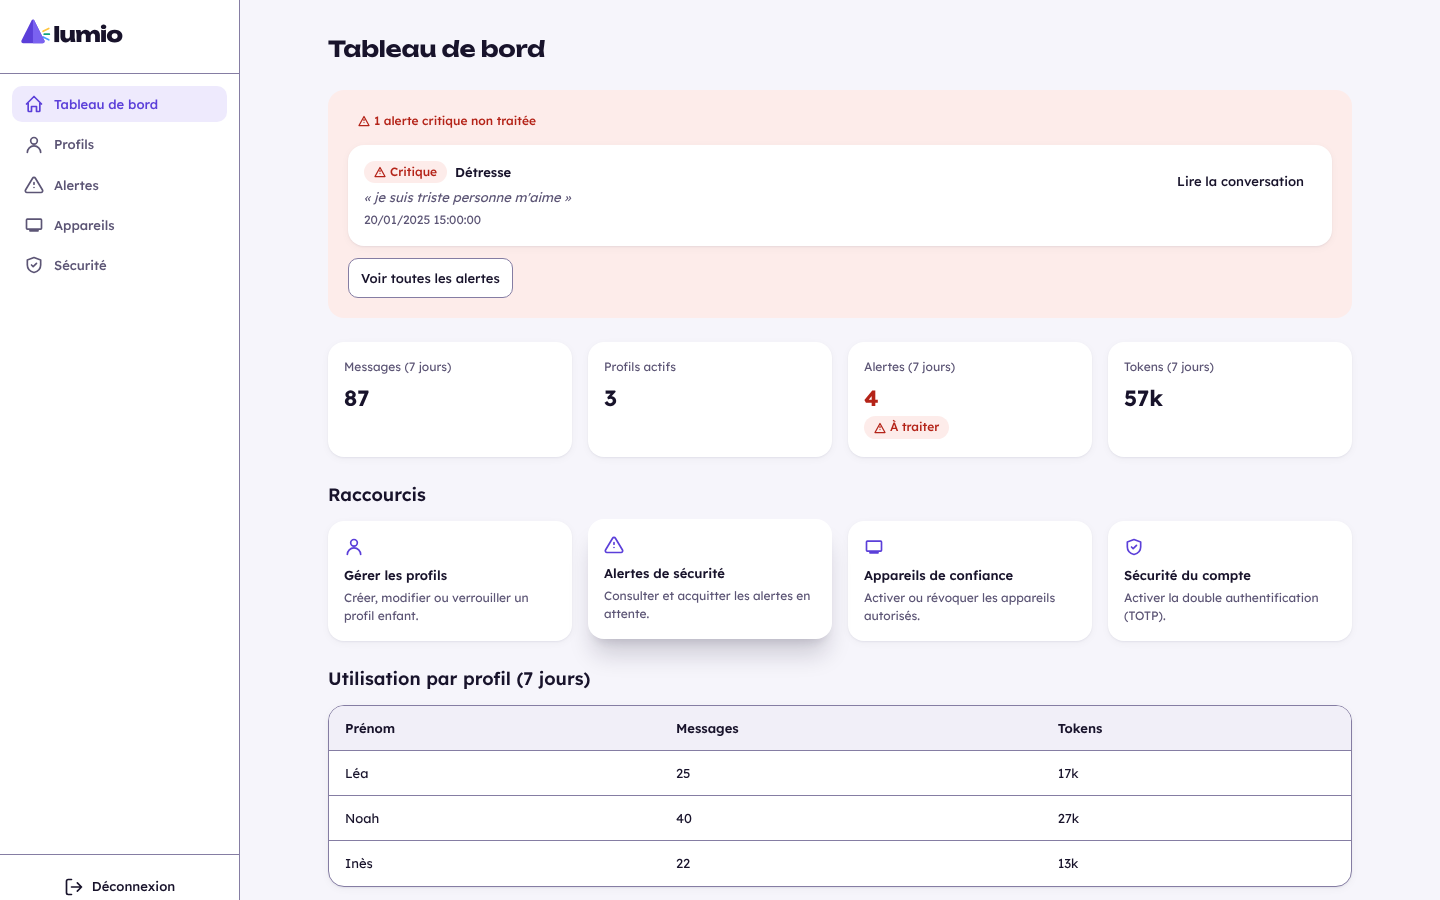 lumio
Tableau de bord
Profils
Alertes
Appareils
Sécurité
Déconnexion
Tableau de bord
1 alerte critique non traitée
Critique Détresse
« je suis triste personne m'aime »
20/01/2025 15:00:00
Lire la conversation
Voir toutes les alertes
Messages (7 jours)
87
Profils actifs
3
Alertes (7 jours)
4
À traiter
Tokens (7 jours)
57k
Raccourcis
Gérer les profils
Créer, modifier ou verrouiller un
profil enfant.
Alertes de sécurité
Consulter et acquitter les alertes en
attente.
Appareils de confiance
Activer ou révoquer les appareils
autorisés.
Sécurité du compte
Activer la double authentification
(TOTP).
Utilisation par profil (7 jours)
Prénom Messages Tokens
Léa 25 17k
Noah 40 27k
Inès 22 13k